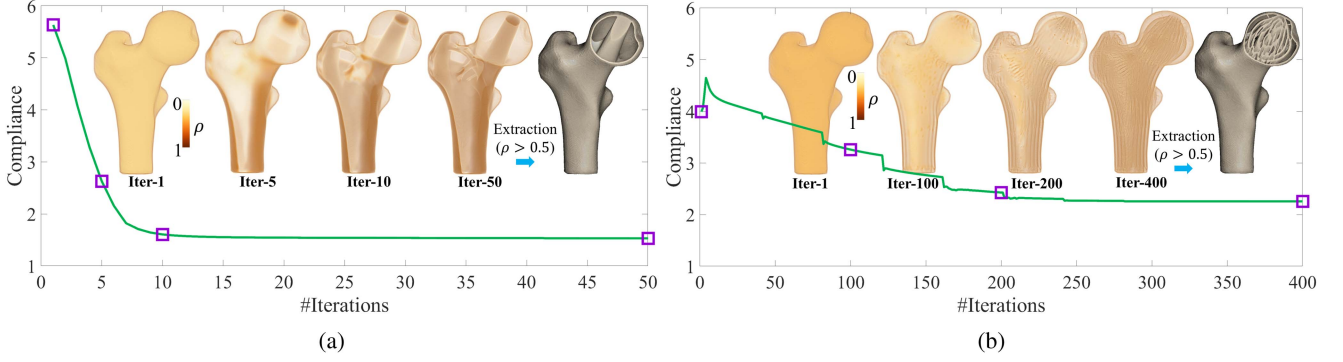 6
5
4
3
2
1
Compliance
0
ρ
1
Iter-1
Iter-5
Iter-10
Iter-50
Extraction
(ρ > 0.5)
0 5 10 15 20 25 30 35 40 45 50
#Iterations
(a)
6
5
4
3
2
1
Compliance
0
ρ
1
Iter-1
Iter-100
Iter-200
Iter-400
Extraction
(ρ > 0.5)
0 50 100 150 200 250 300 350 400
#Iterations
(b)